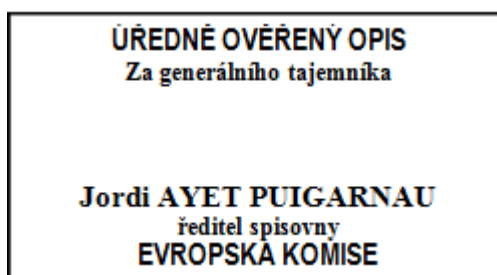 ÚŘEDNĚ OVĚŘENÝ OPIS
Za generálního tajemníka
Jordi AYET PUIGARNAU
ředitel spisovny
EVROPSKÁ KOMISE